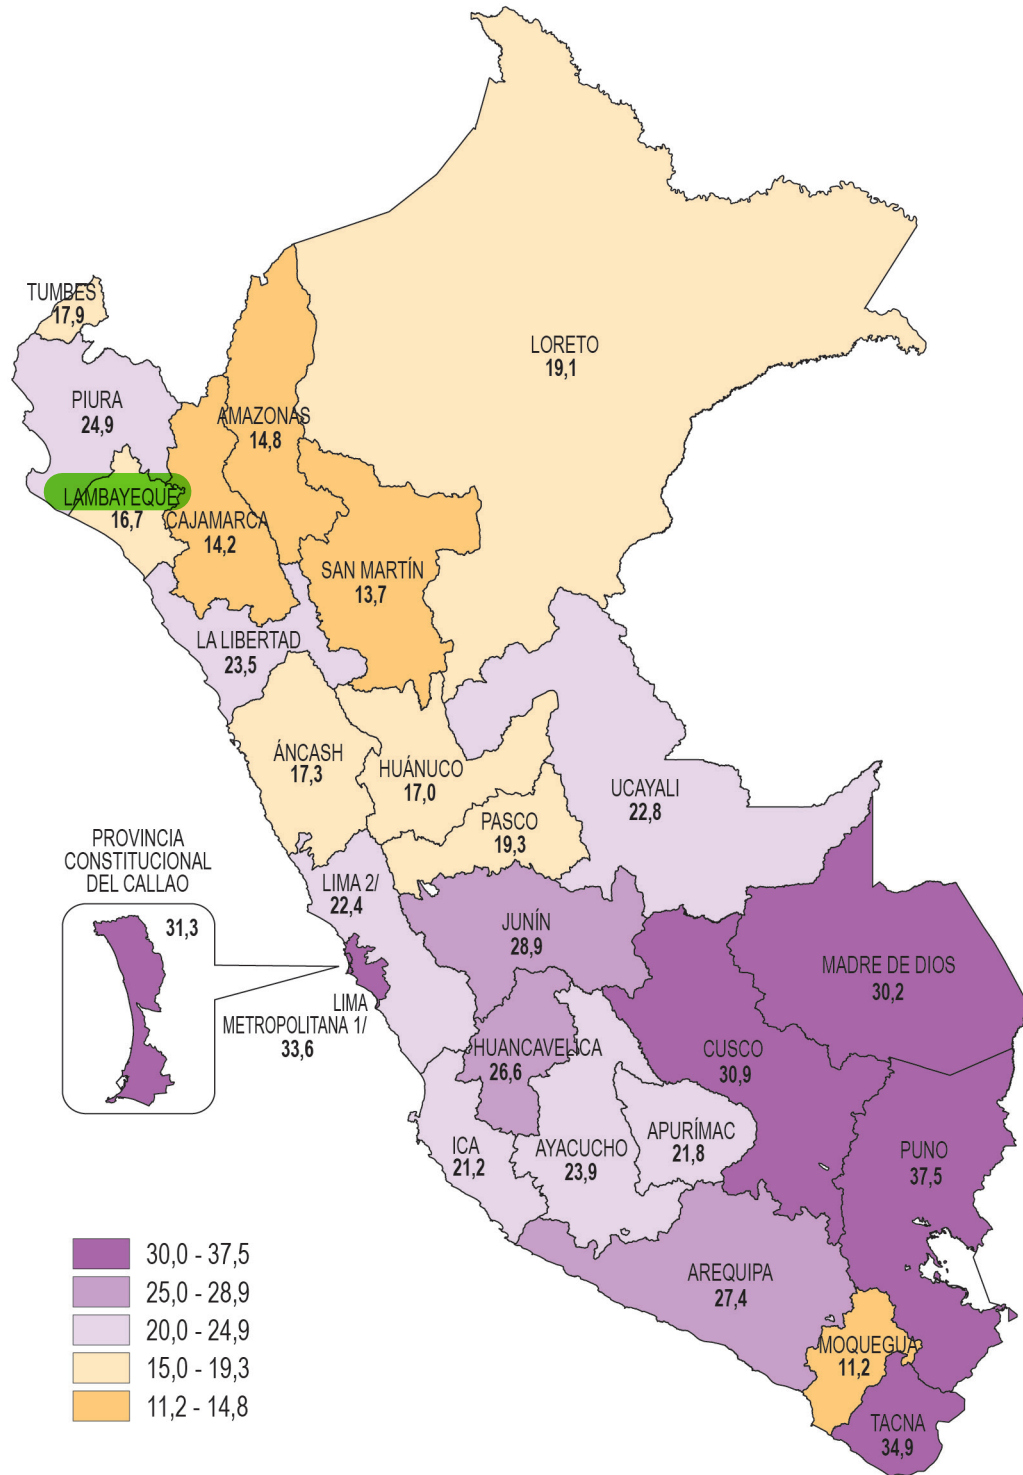 TUMBES
17,9
LORETO
19,1
PIURA
24,9
AMAZONAS
14,8
LAMBAYEQUE
16,7
CAJAMARCA
14,2
SAN MARTÍN
13,7
LA LIBERTAD
23,5
ÁNCASH
17,3
HUÁNUCO
17,0
UCAYALI
22,8
PASCO
19,3
PROVINCIA
CONSTITUCIONAL
DEL CALLAO
31,3
LIMA 2/
22,4
JUNÍN
28,9
MADRE DE DIOS
30,2
LIMA
METROPOLITANA 1/
33,6
HUANCAVELICA
26,6
CUSCO
30,9
ICA
21,2
AYACUCHO
23,9
APURÍMAC
21,8
PUNO
37,5
AREQUIPA
27,4
MOQUEGUA
11,2
TACNA
34,9
30,0 - 37,5
25,0 - 28,9
20,0 - 24,9
15,0 - 19,3
11,2 - 14,8